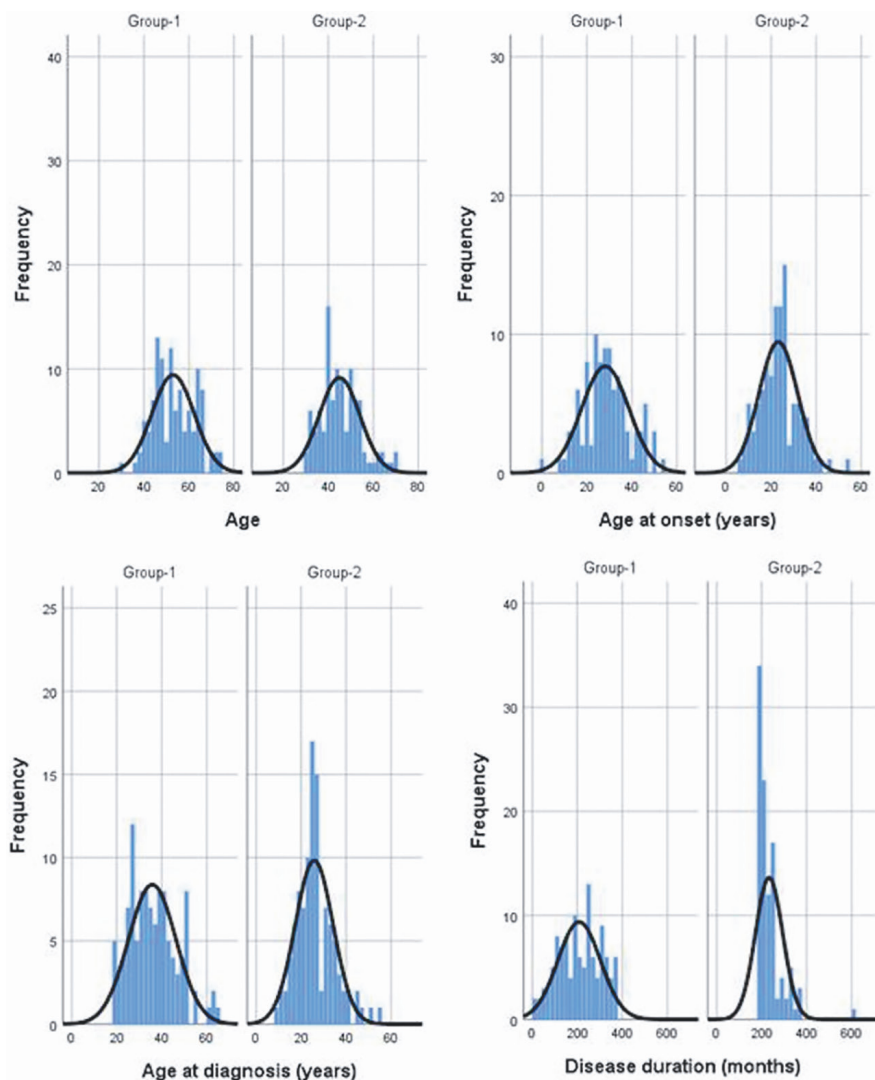 Group-1 Group-2 Group-1 Group-2
40
30
20
10
0
Frequency
20 40 60 80 20 40 60 80
Age
30
20
10
0
Frequency
0 20 40 60 0 20 40 60
Age at onset (years)
Group-1 Group-2 Group-1 Group-2
25
20
15
10
5
0
Frequency
0 20 40 60 0 20 40 60
Age at diagnosis (years)
40
30
20
10
0
Frequency
0 200 400 600 0 200 400 600
Disease duration (months)